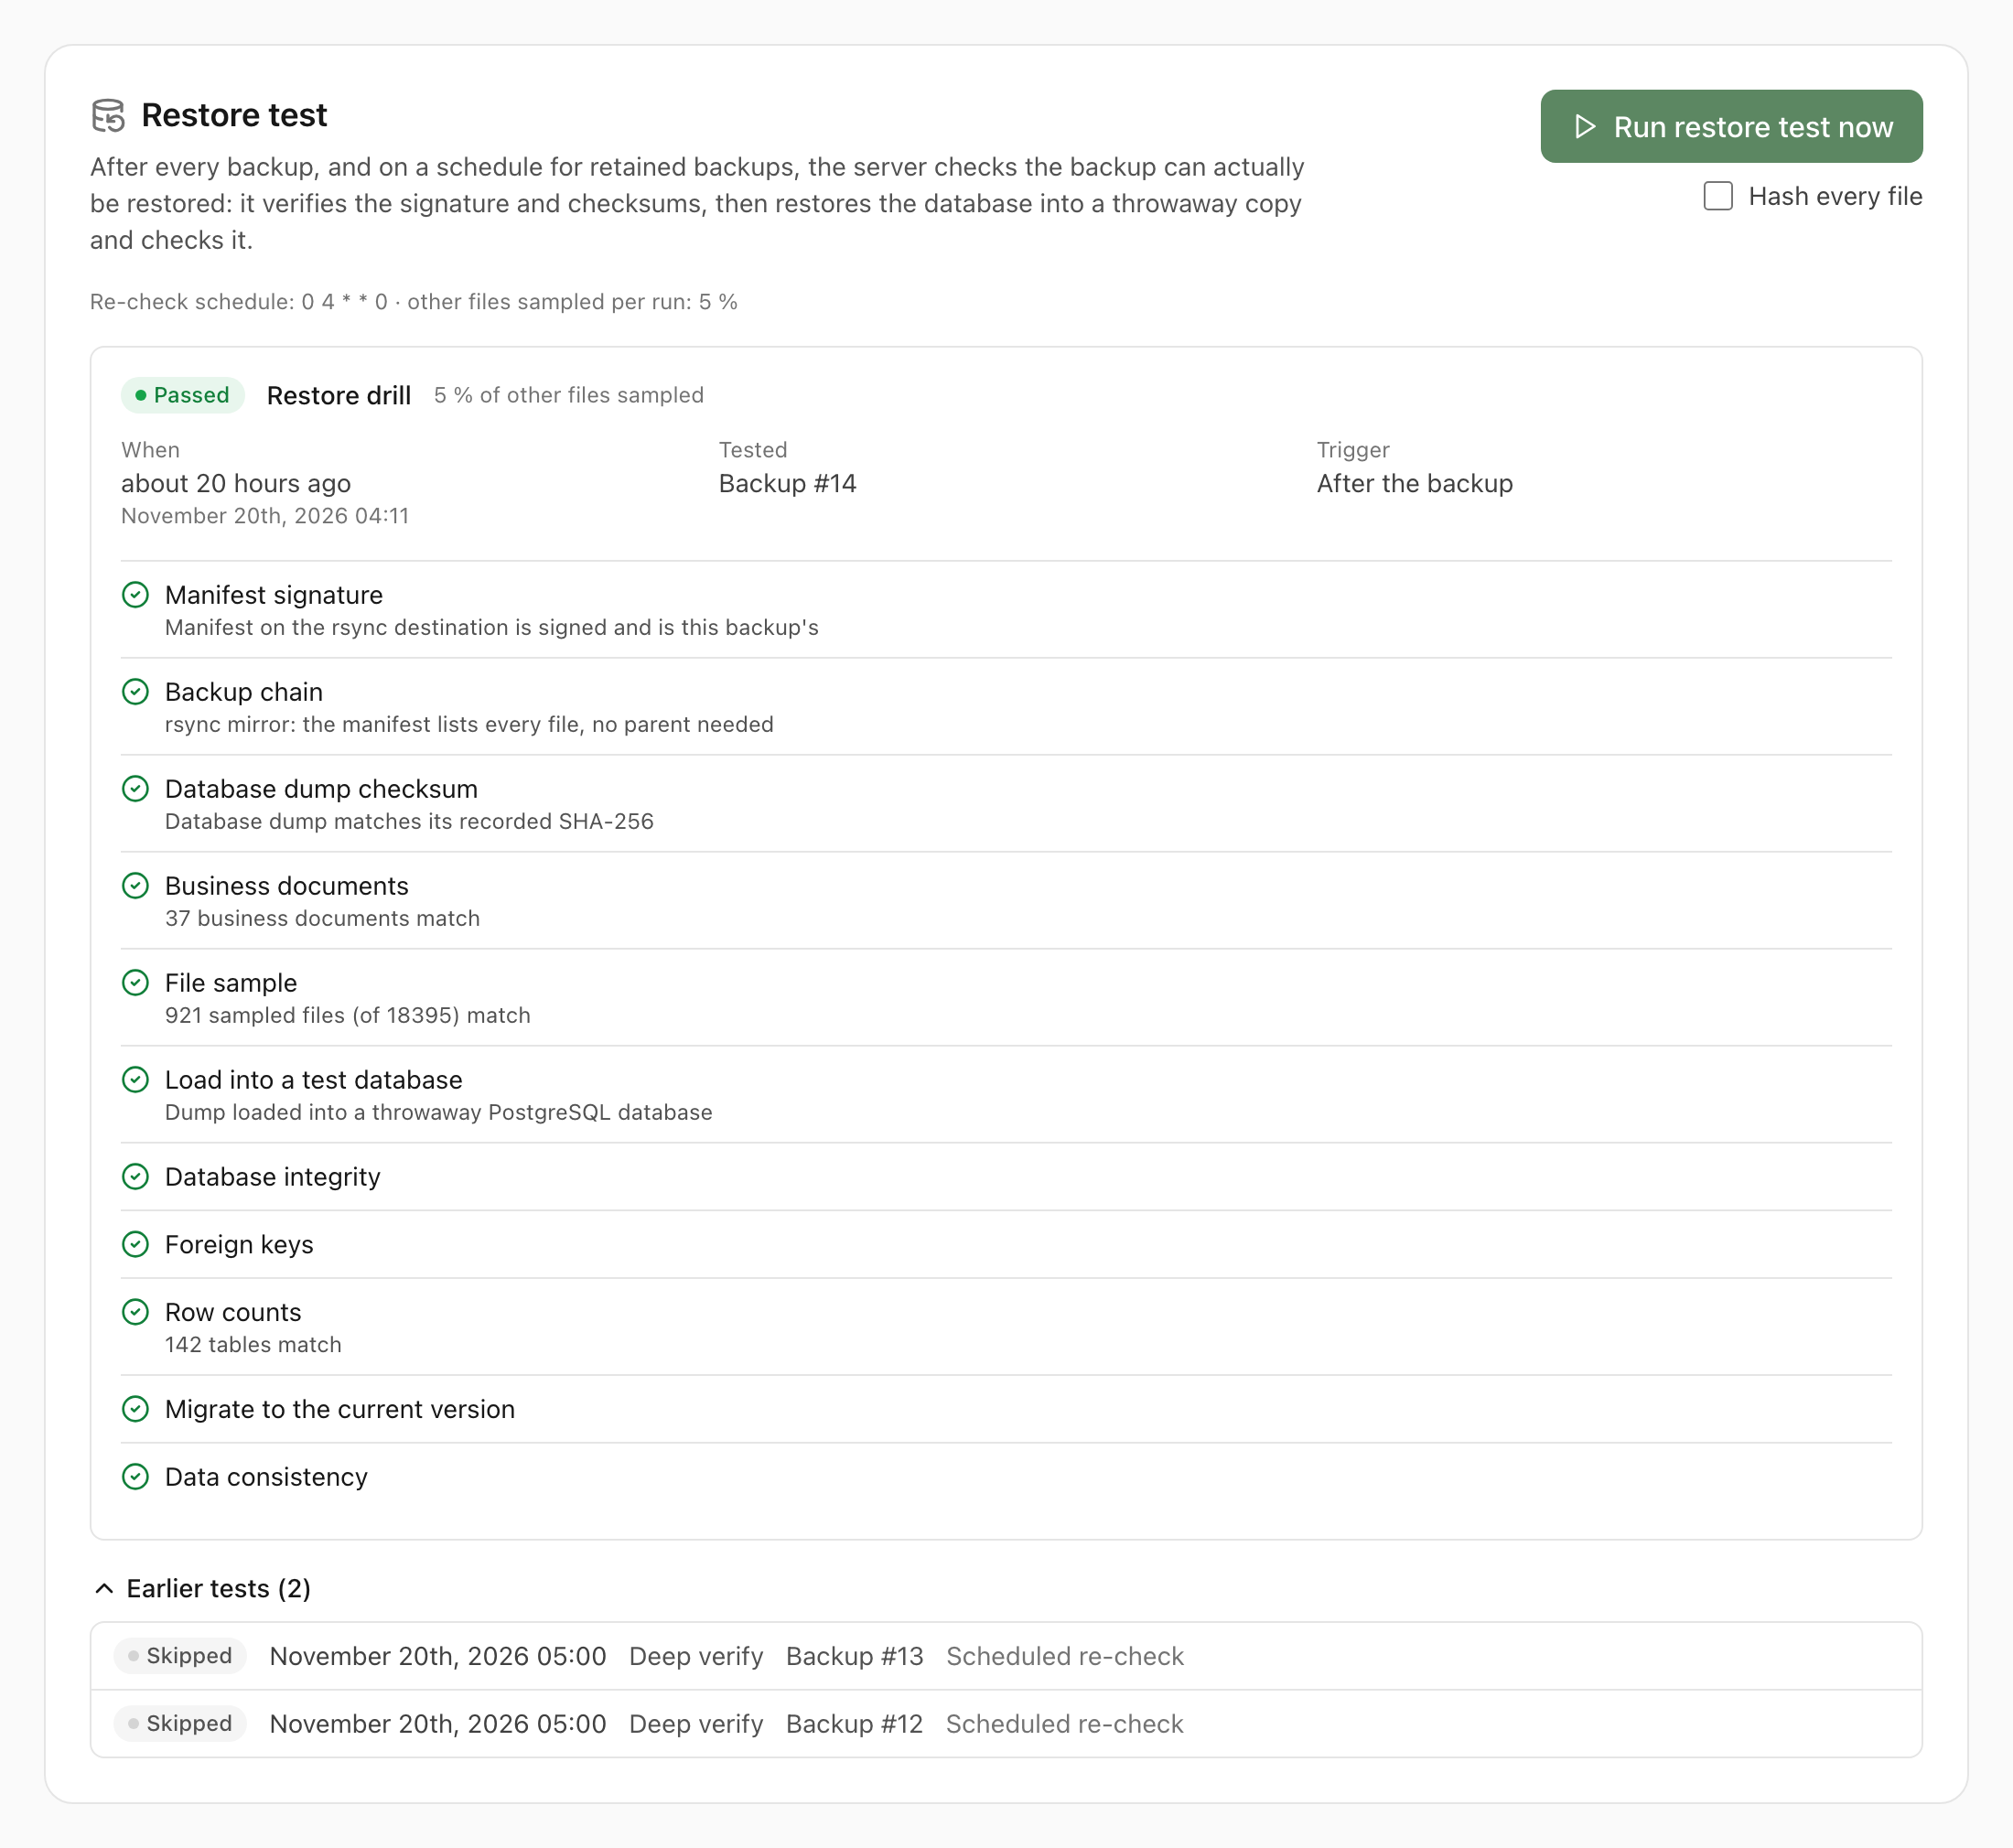 Restore test
Run restore test now
After every backup, and on a schedule for retained backups, the server checks the backup can actually
be restored: it verifies the signature and checksums, then restores the database into a throwaway copy
and checks it.
Hash every file
Re-check schedule: 0 4 * * 0 · other files sampled per run: 5 %
Passed Restore drill 5 % of other files sampled
When
about 20 hours ago
November 20th, 2026 04:11
Tested
Backup #14
Trigger
After the backup
Manifest signature
Manifest on the rsync destination is signed and is this backup's
Backup chain
rsync mirror: the manifest lists every file, no parent needed
Database dump checksum
Database dump matches its recorded SHA-256
Business documents
37 business documents match
File sample
921 sampled files (of 18395) match
Load into a test database
Dump loaded into a throwaway PostgreSQL database
Database integrity
Foreign keys
Row counts
142 tables match
Migrate to the current version
Data consistency
Earlier tests (2)
Skipped November 20th, 2026 05:00 Deep verify Backup #13 Scheduled re-check
Skipped November 20th, 2026 05:00 Deep verify Backup #12 Scheduled re-check